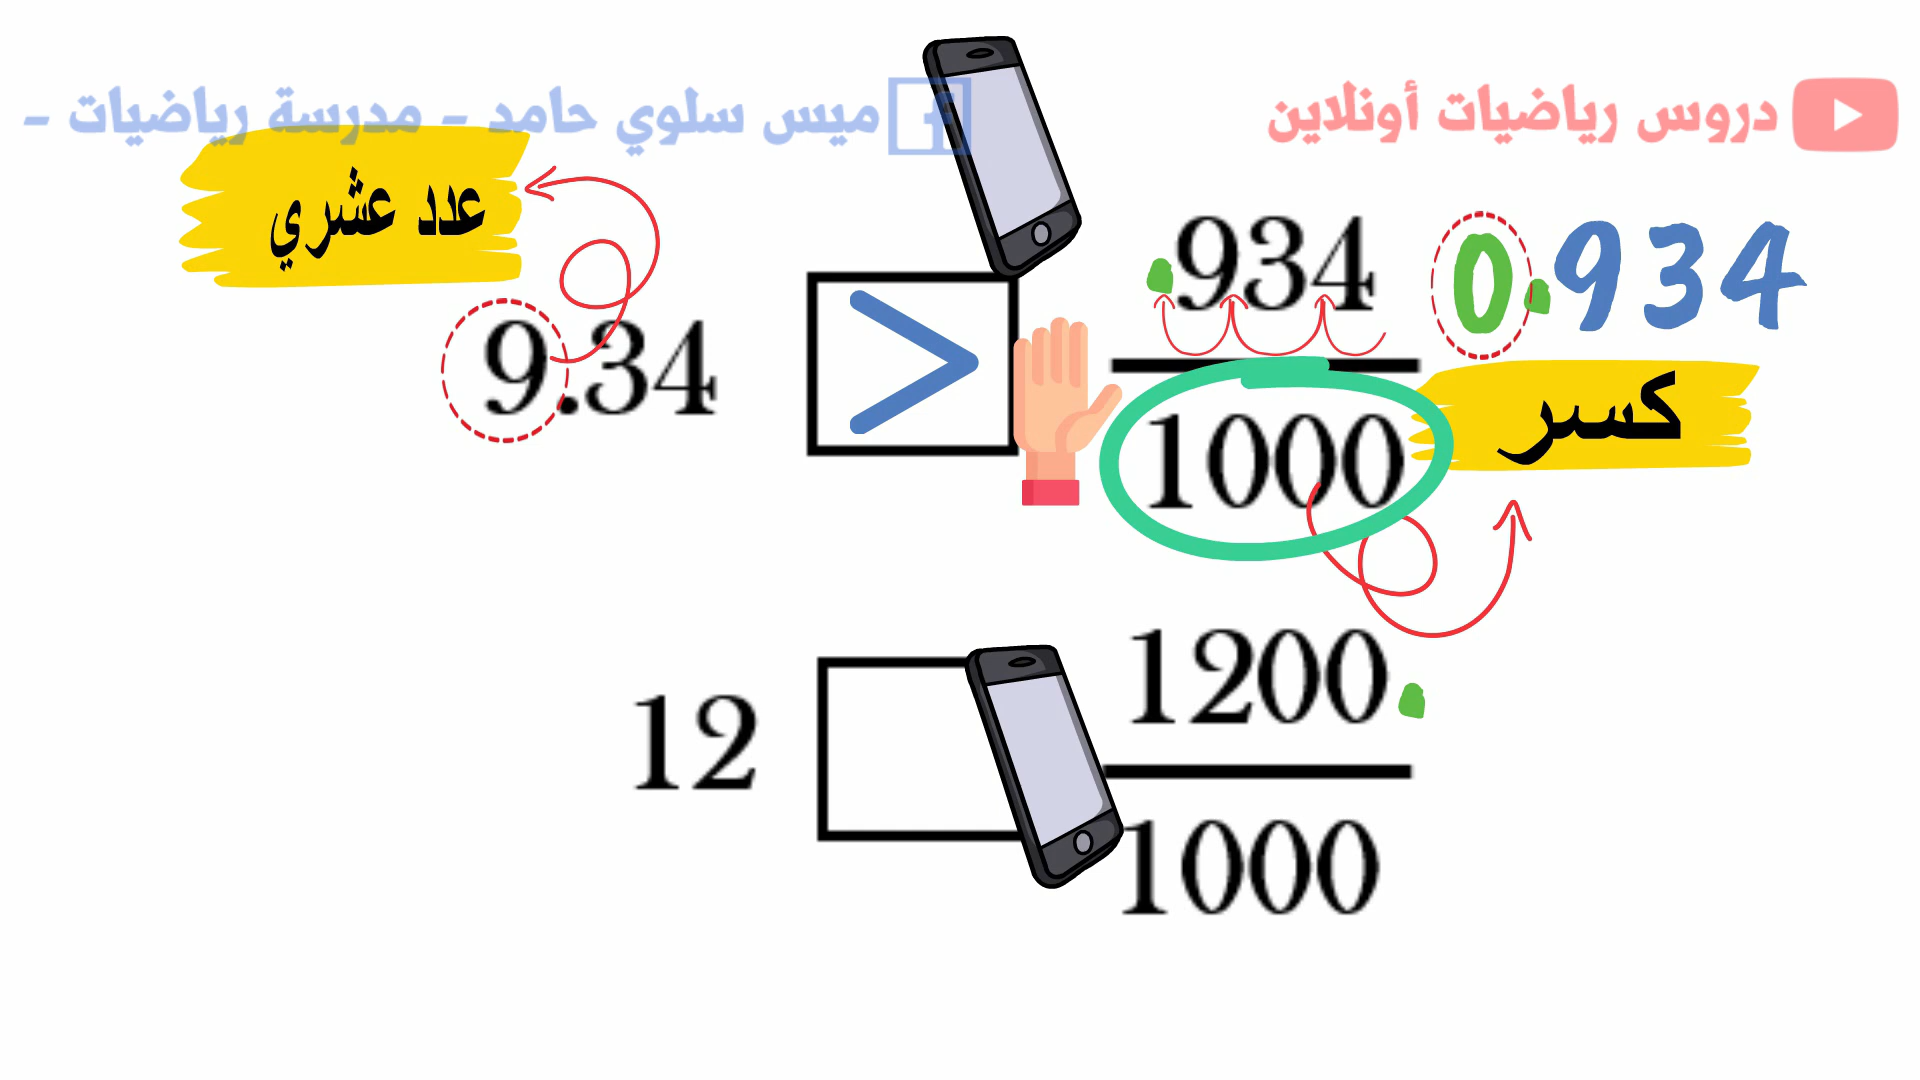 دروس رياضيات أونلاين
ميس سلوي حامد - مدرسة رياضيات -
عدد عشري
9.34 > .934 0.934
1000
كسر
12 1200.
1000